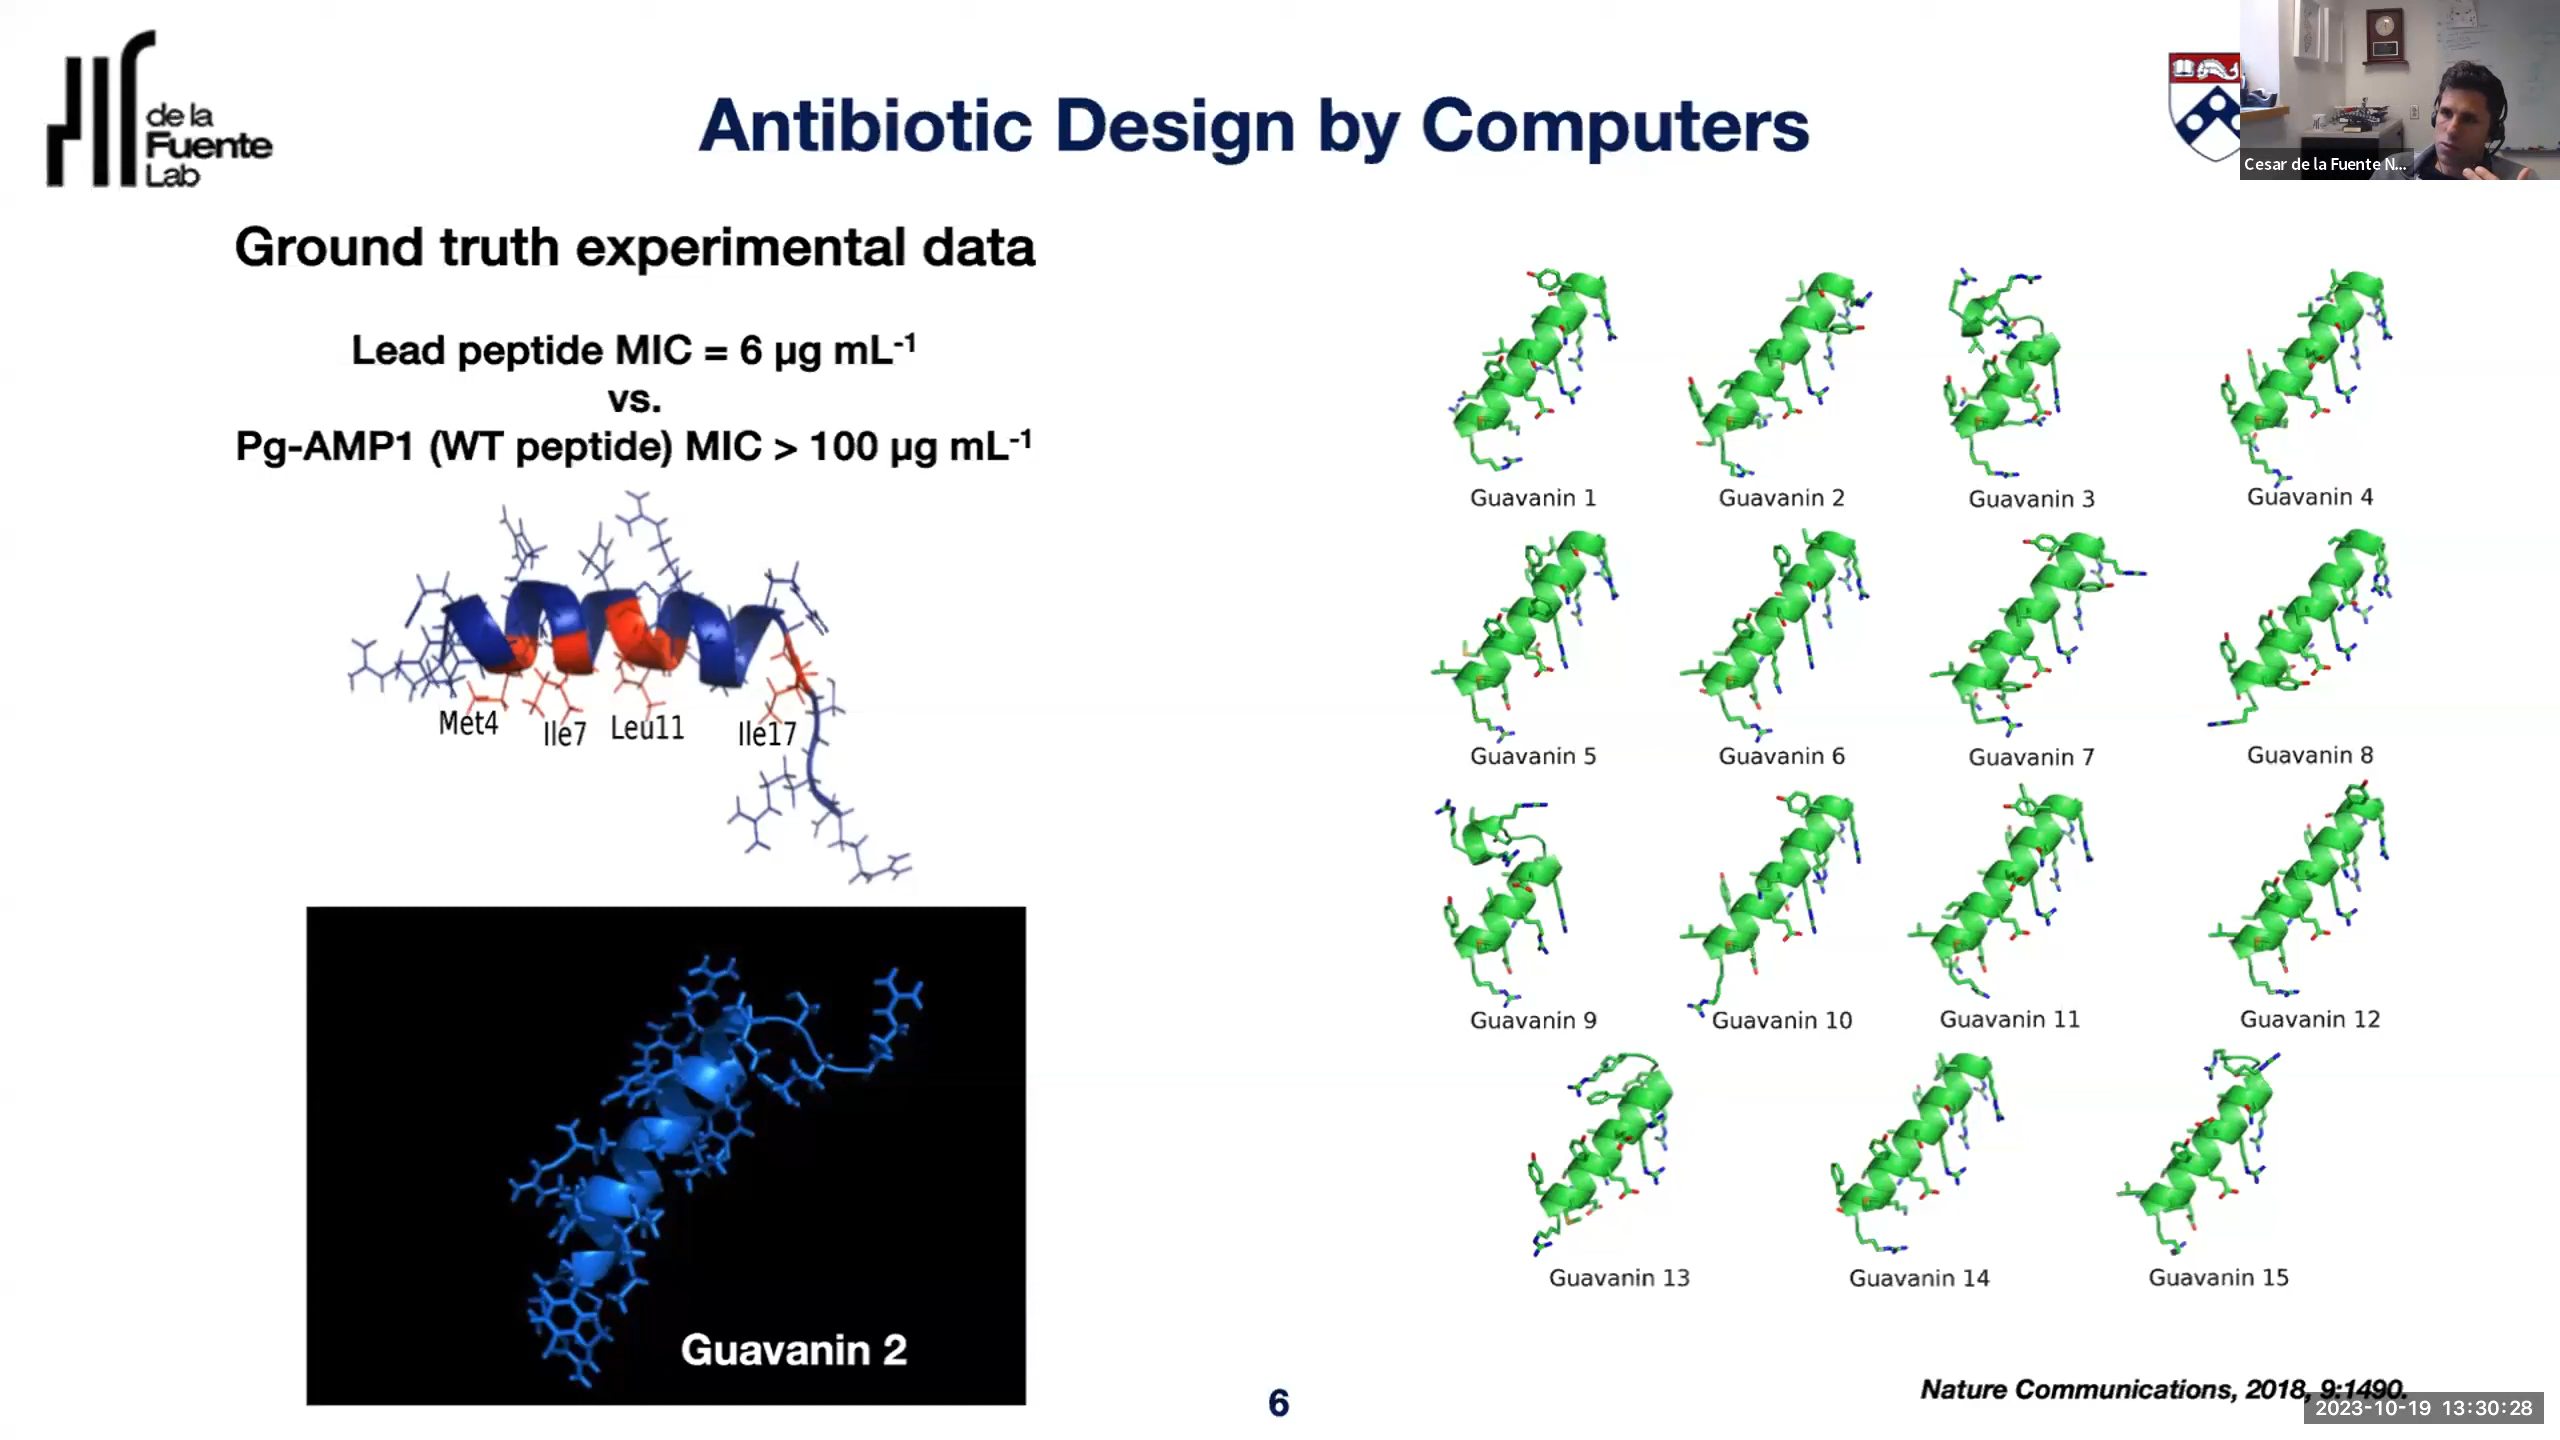 de la
Fuente
Lab
Antibiotic Design by Computers
Cesar de la Fuente N...
Ground truth experimental data
Lead peptide MIC = 6 µg mL-1
vs.
Pg-AMP1 (WT peptide) MIC > 100 µg mL-1
Met4
Ile7
Leu11
Ile17
Guavanin 2
Guavanin 1
Guavanin 2
Guavanin 3
Guavanin 4
Guavanin 5
Guavanin 6
Guavanin 7
Guavanin 8
Guavanin 9
Guavanin 10
Guavanin 11
Guavanin 12
Guavanin 13
Guavanin 14
Guavanin 15
6
Nature Communications, 2018, 9:1490.
2023-10-19 13:30:28